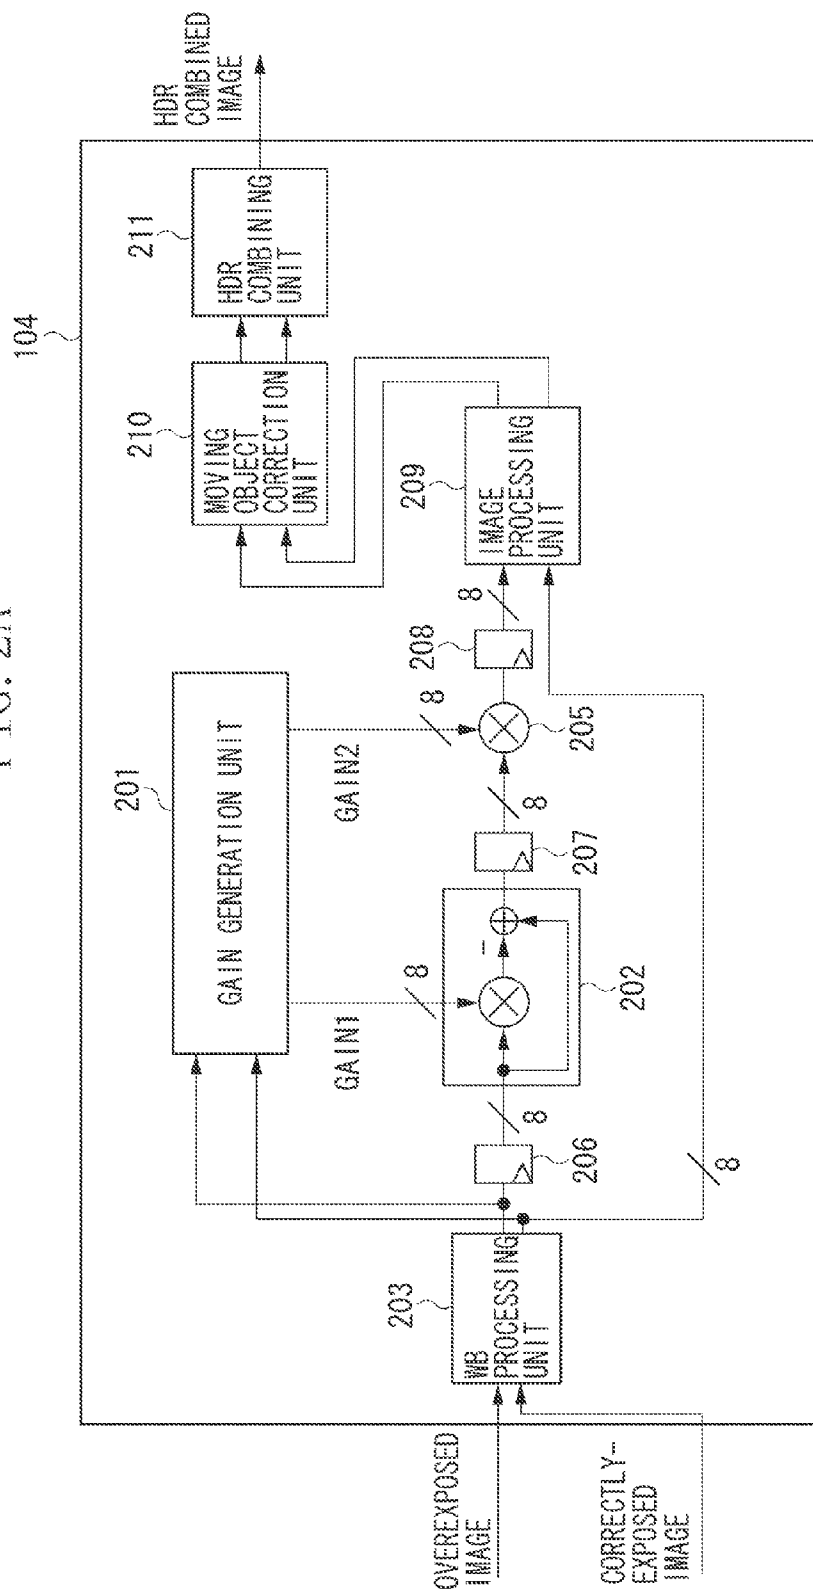 FIG. 2A
104
HDR
COMBINED
IMAGE
211
HDR
COMBINING
UNIT
210
MOVING
OBJECT
CORRECTION
UNIT
209
IMAGE
PROCESSING
UNIT
201
GAIN GENERATION UNIT
GAIN1
8
GAIN2
8
203
WB
PROCESSING
UNIT
206
8
202
−
207
8
205
208
8
8
OVEREXPOSED
IMAGE
CORRECTLY-
EXPOSED
IMAGE